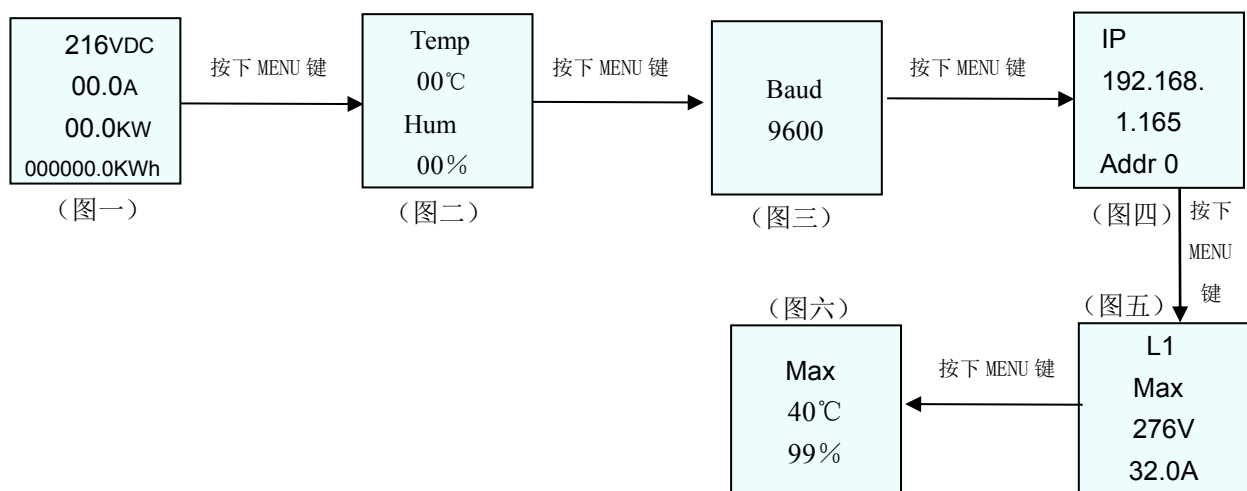 216VDC
00.0A
00.0KW
000000.0KWh
(图一)
按下 MENU 键
Temp
00℃
Hum
00%
(图二)
按下 MENU 键
Baud
9600
(图三)
按下 MENU 键
IP
192.168.
1.165
Addr 0
(图四)
按下
MENU
键
(图五)
L1
Max
276V
32.0A
按下 MENU 键
(图六)
Max
40℃
99%